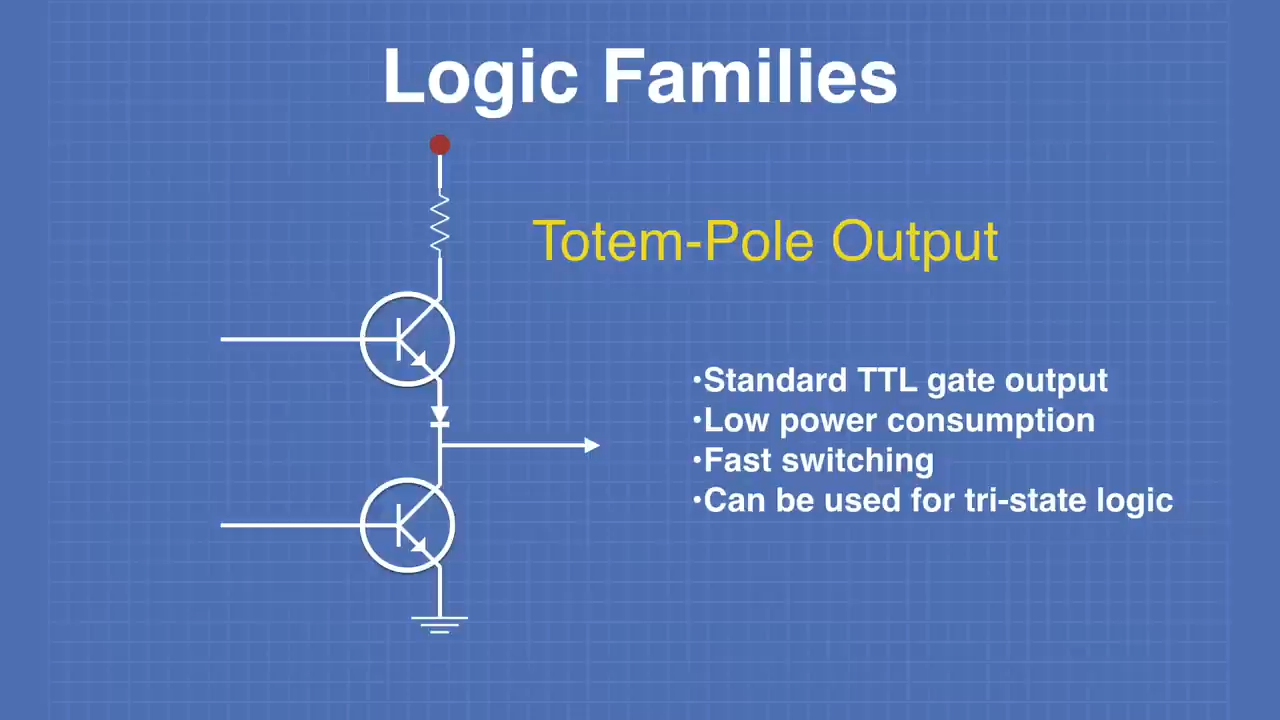 Logic Families
Totem-Pole Output
•Standard TTL gate output
•Low power consumption
•Fast switching
•Can be used for tri-state logic